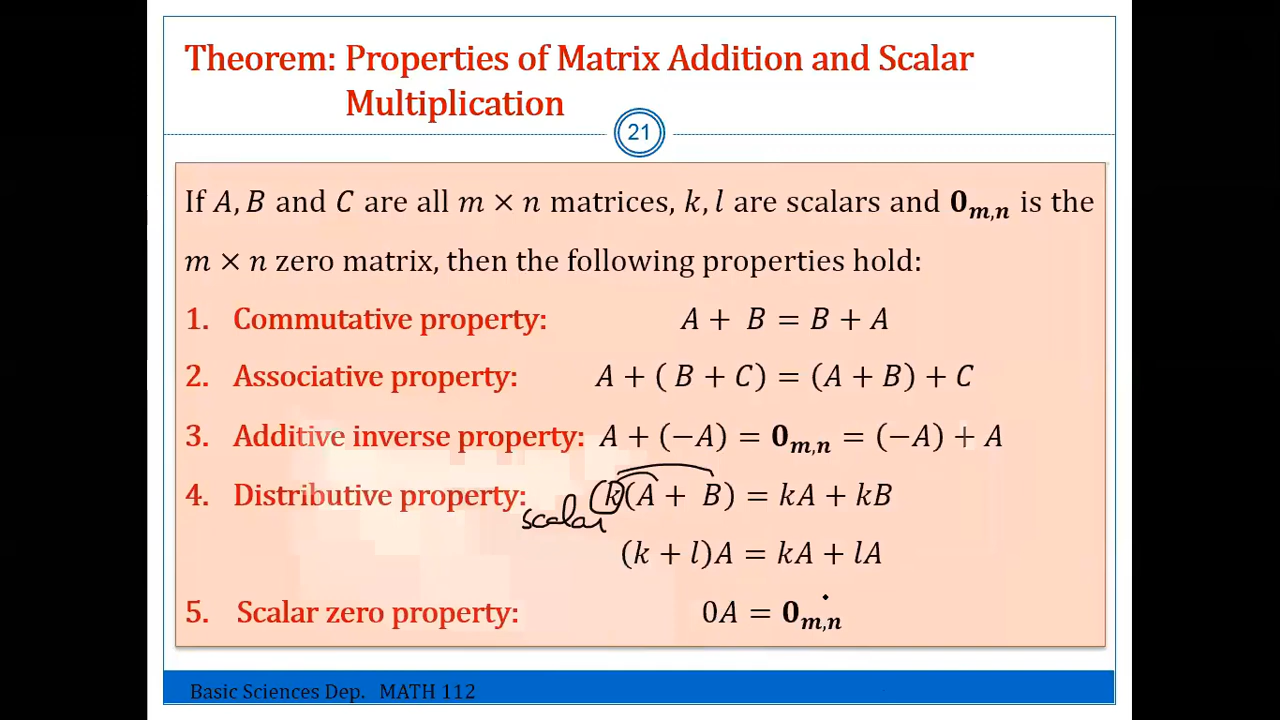 Theorem: Properties of Matrix Addition and Scalar
Multiplication
21
If A, B and C are all m × n matrices, k, l are scalars and 𝟎ₘ,ₙ is the
m × n zero matrix, then the following properties hold:
1. Commutative property: A + B = B + A
2. Associative property: A + ( B + C) = (A + B) + C
3. Additive inverse property: A + (−A) = 𝟎ₘ,ₙ = (−A) + A
4. Distributive property: k(A + B) = kA + kB
scalar
(k + l)A = kA + lA
5. Scalar zero property: 0A = 𝟎ₘ,ₙ
Basic Sciences Dep. MATH 112